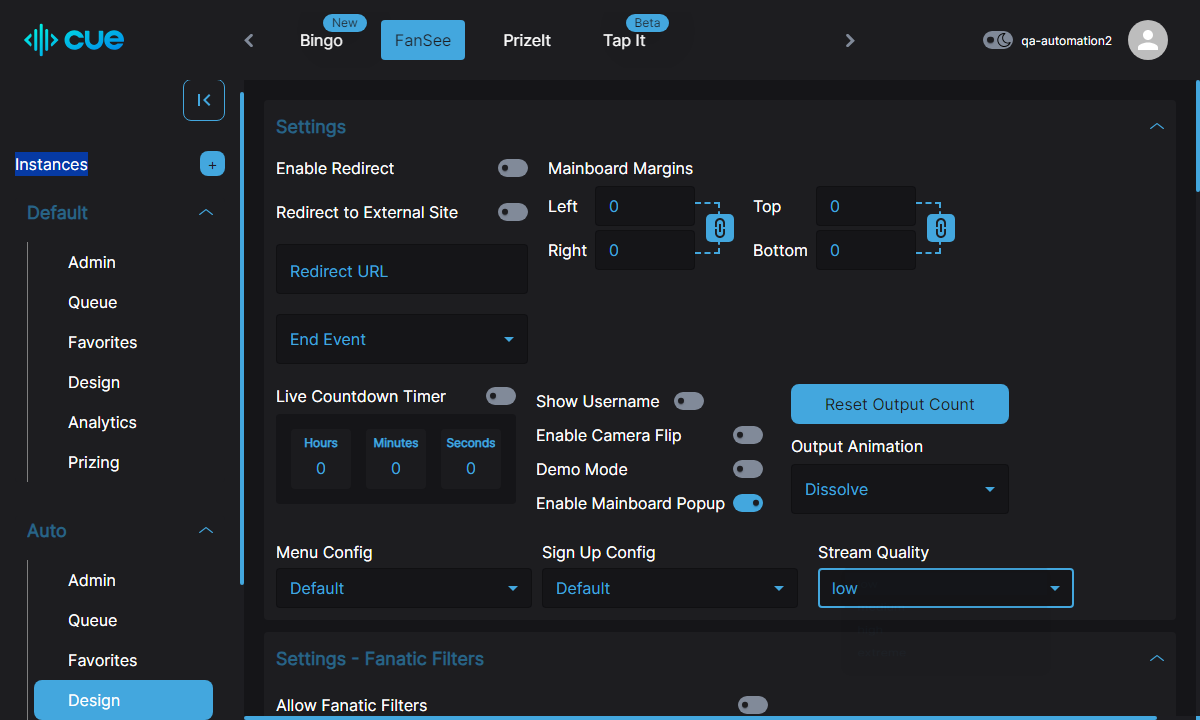 cue
New
Bingo
FanSee
PrizeIt
Beta
Tap It
qa-automation2
Instances
+
Default
Admin
Queue
Favorites
Design
Analytics
Prizing
Auto
Admin
Queue
Favorites
Design
Settings
Enable Redirect
Redirect to External Site
Redirect URL
End Event
Mainboard Margins
Left 0
Right 0
Top 0
Bottom 0
Live Countdown Timer
Hours Minutes Seconds
0 0 0
Show Username
Enable Camera Flip
Demo Mode
Enable Mainboard Popup
Reset Output Count
Output Animation
Dissolve
Menu Config
Default
Sign Up Config
Default
Stream Quality
low
Settings - Fanatic Filters
Allow Fanatic Filters